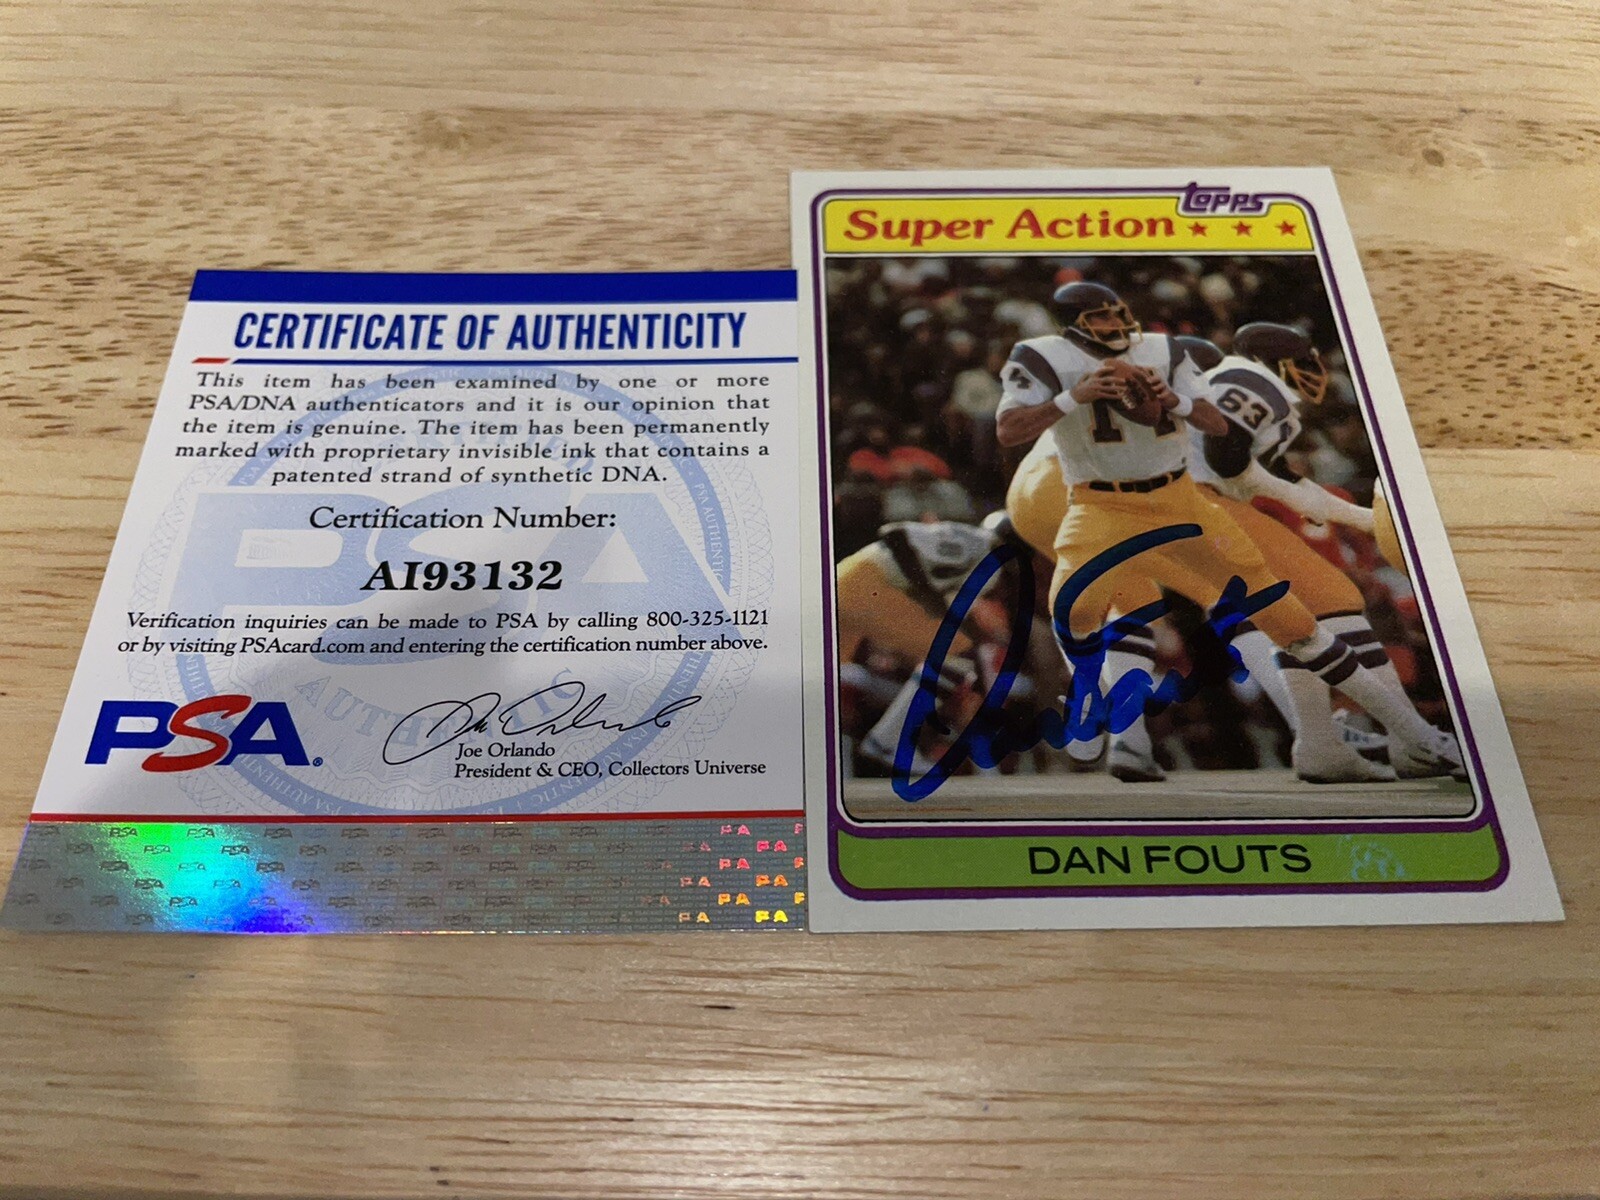 CERTIFICATE OF AUTHENTICITY
This item has been examined by one or more
PSA/DNA authenticators and it is our opinion that
the item is genuine. The item has been permanently
marked with proprietary invisible ink that contains a
patented strand of synthetic DNA.
Certification Number:
AI93132
Verification inquiries can be made to PSA by calling 800-325-1121
or by visiting PSAcard.com and entering the certification number above.
PSA®
Joe Orlando
President & CEO, Collectors Universe
topps
Super Action
14
63
Dan Fouts
DAN FOUTS